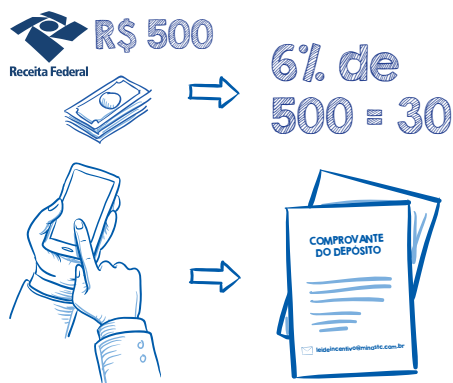 Receita Federal
R$ 500
6% de
500 = 30
COMPROVANTE
DO DEPÓSITO
leideincentivo@minastc.com.br